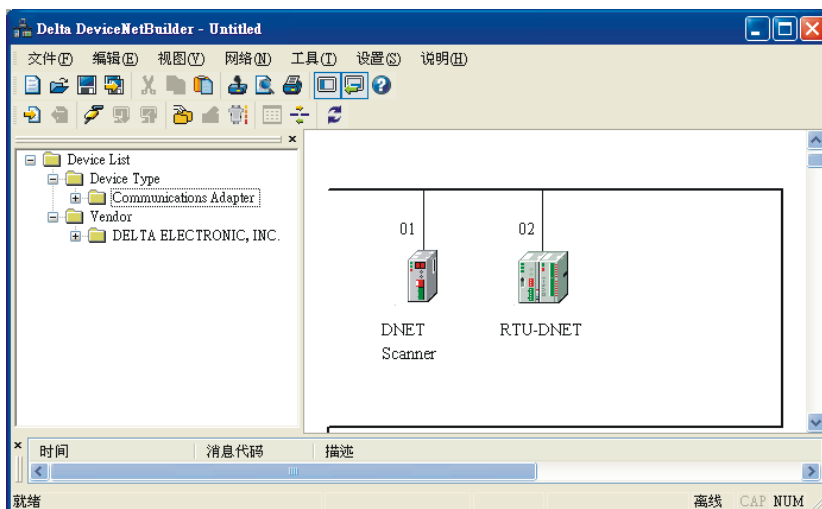 Delta DeviceNetBuilder - Untitled
文件(F) 编辑(E) 视图(V) 网络(N) 工具(T) 设置(S) 说明(H)
Device List
Device Type
Communications Adapter
Vendor
DELTA ELECTRONIC, INC.
01 02
DNET RTU-DNET
Scanner
时间 消息代码 描述
就绪 离线 CAP NUM